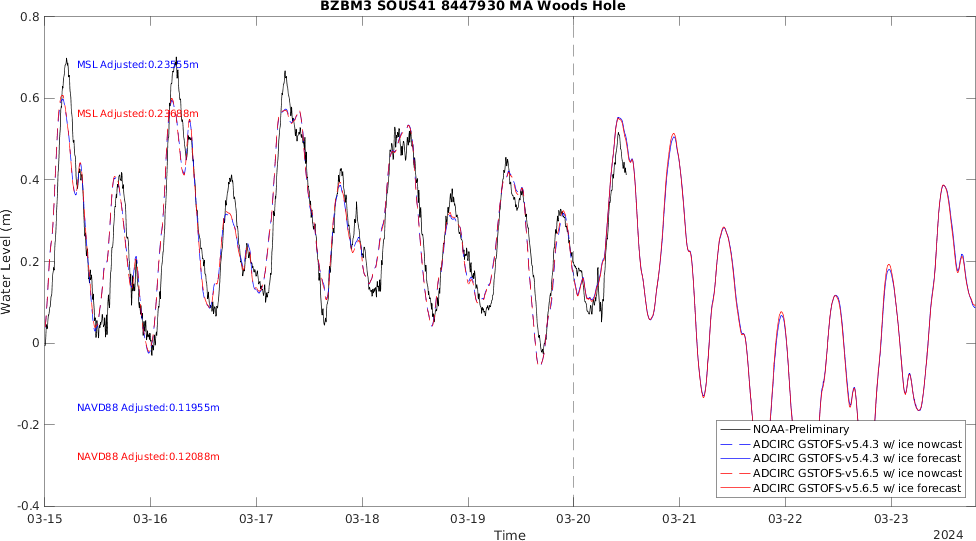 BZBM3 SOUS41 8447930 MA Woods Hole
0.8
0.6
0.4
0.2
0
-0.2
-0.4
Water Level (m)
MSL Adjusted:0.23555m
MSL Adjusted:0.23688m
NAVD88 Adjusted:0.11955m
NAVD88 Adjusted:0.12088m
NOAA-Preliminary
ADCIRC GSTOFS-v5.4.3 w/ ice nowcast
ADCIRC GSTOFS-v5.4.3 w/ ice forecast
ADCIRC GSTOFS-v5.6.5 w/ ice nowcast
ADCIRC GSTOFS-v5.6.5 w/ ice forecast
03-15 03-16 03-17 03-18 03-19 03-20 03-21 03-22 03-23
Time
2024